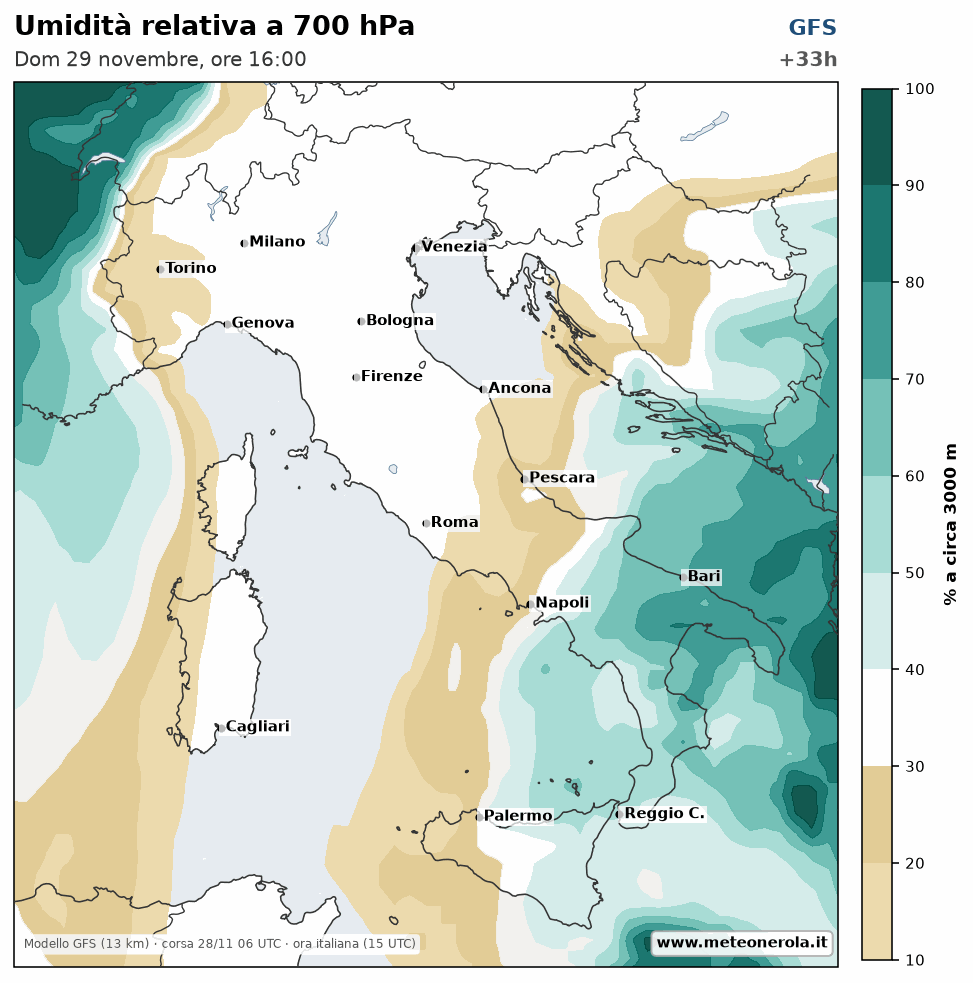 Umidità relativa a 700 hPa
GFS
Dom 29 novembre, ore 16:00
+33h
Milano
Venezia
Torino
Genova
Bologna
Firenze
Ancona
Pescara
Roma
Bari
Napoli
Cagliari
Palermo
Reggio C.
100
90
80
70
60
50
40
30
20
10
% a circa 3000 m
Modello GFS (13 km) · corsa 28/11 06 UTC · ora italiana (15 UTC)
www.meteonerola.it